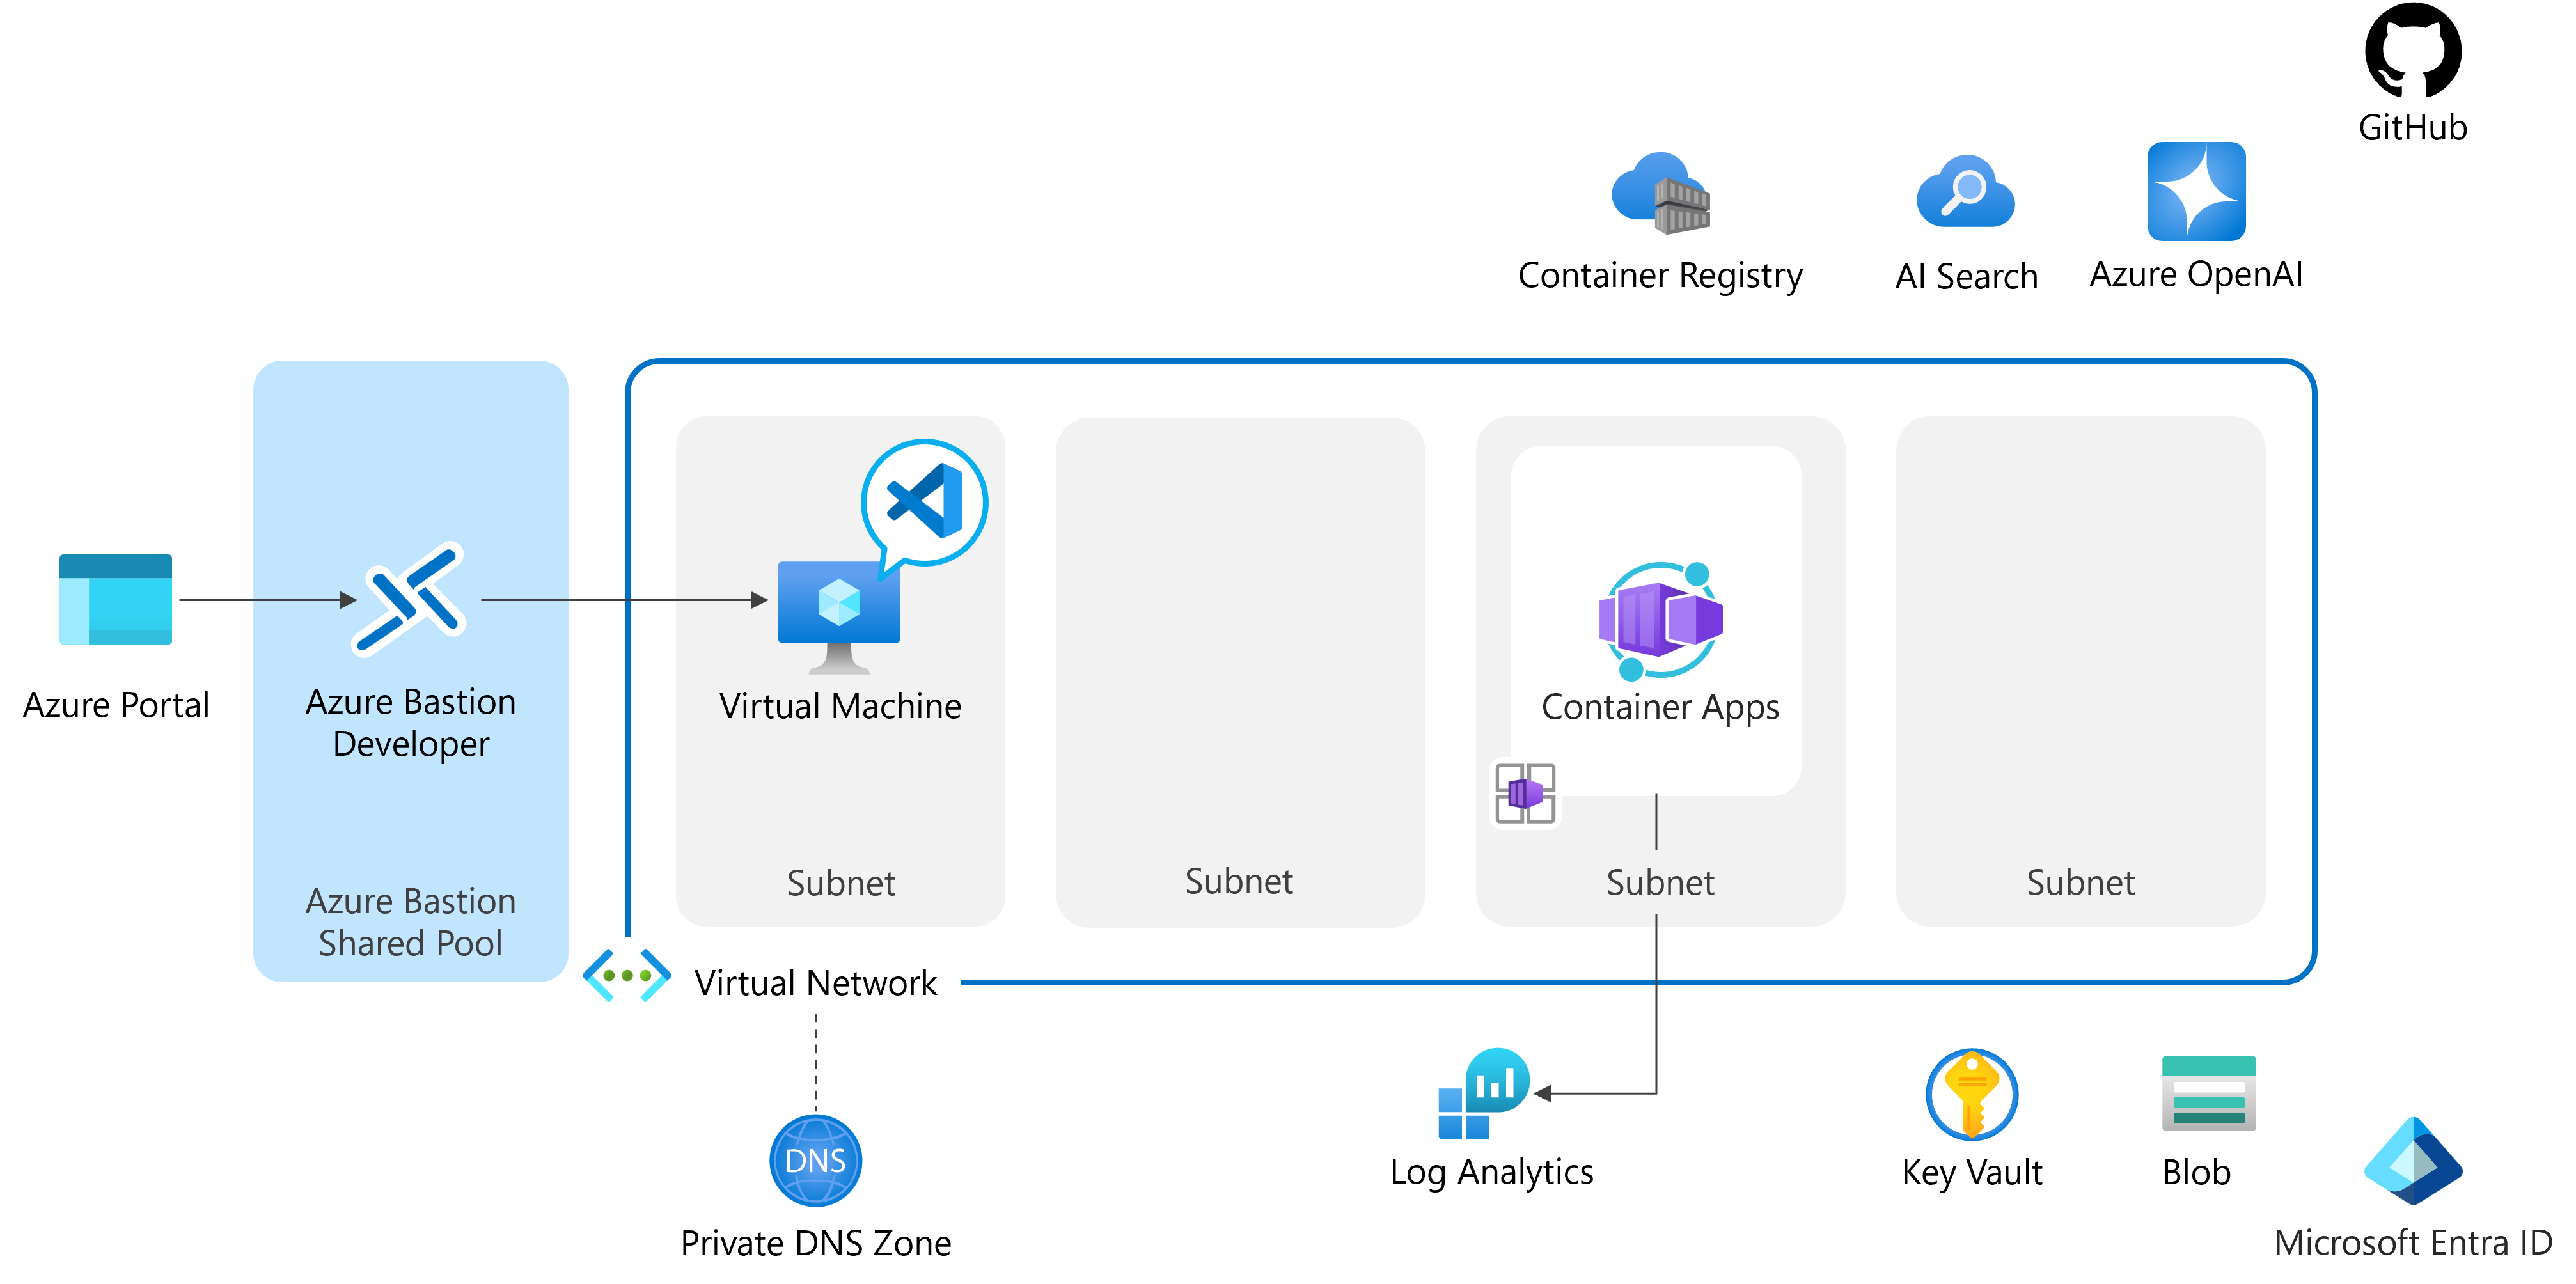 GitHub
Container Registry
AI Search
Azure OpenAI
Azure Portal
Azure Bastion
Developer
Azure Bastion
Shared Pool
Virtual Machine
Subnet
Subnet
Container Apps
Subnet
Subnet
Virtual Network
DNS
Private DNS Zone
Log Analytics
Key Vault
Blob
Microsoft Entra ID